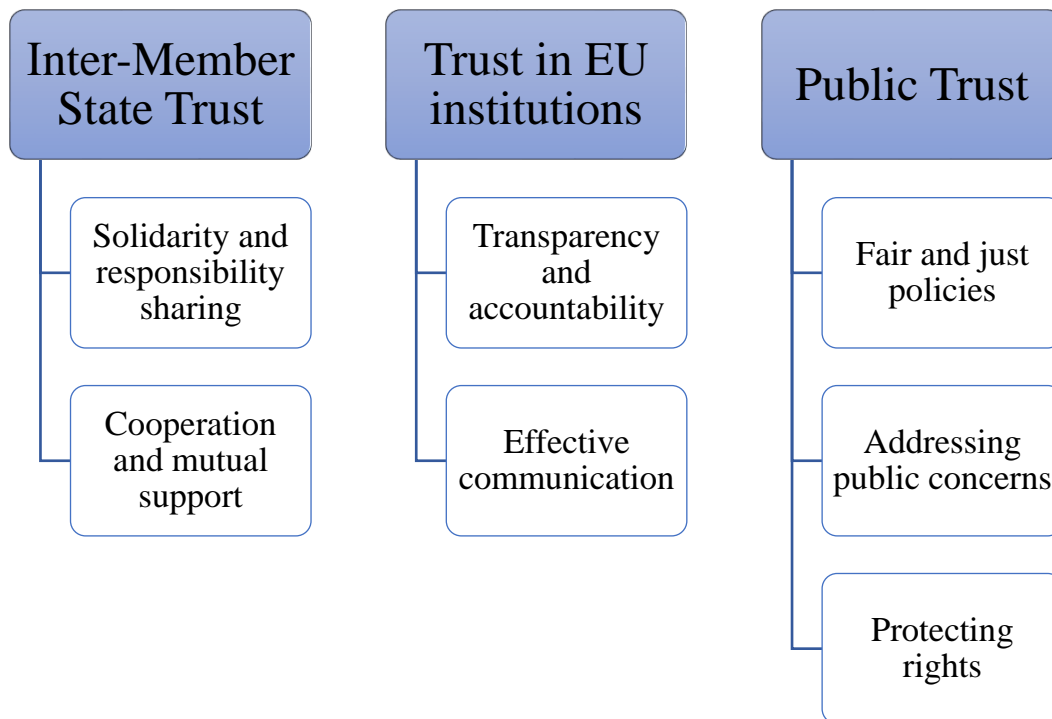 Inter-Member
State Trust
Solidarity and
responsibility
sharing
Cooperation
and mutual
support
Trust in EU
institutions
Transparency
and
accountability
Effective
communication
Public Trust
Fair and just
policies
Addressing
public concerns
Protecting
rights